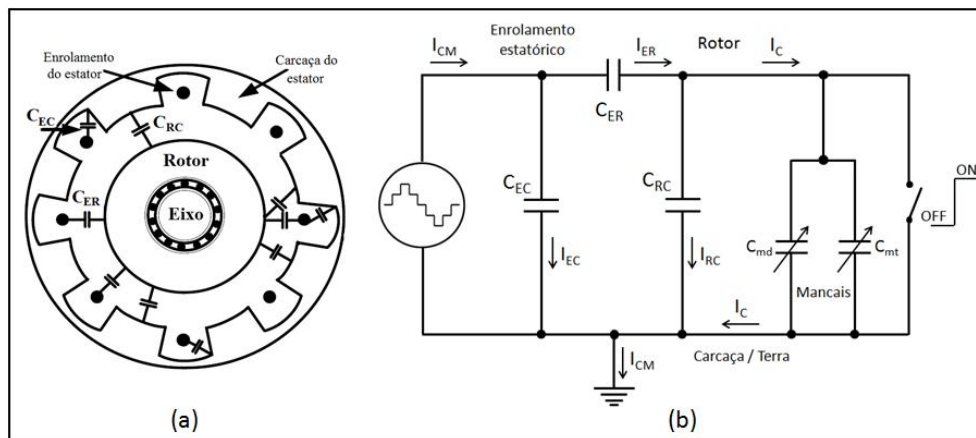 Enrolamento
do estator
Carcaça do
estator
C_EC
C_RC
Rotor
C_ER
Eixo
(a)
I_CM
Enrolamento
estatórico
I_ER
Rotor
I_C
C_ER
C_EC
C_RC
ON
OFF
C_md
C_mt
I_EC
I_RC
Mancais
I_C
Carcaça / Terra
I_CM
(b)